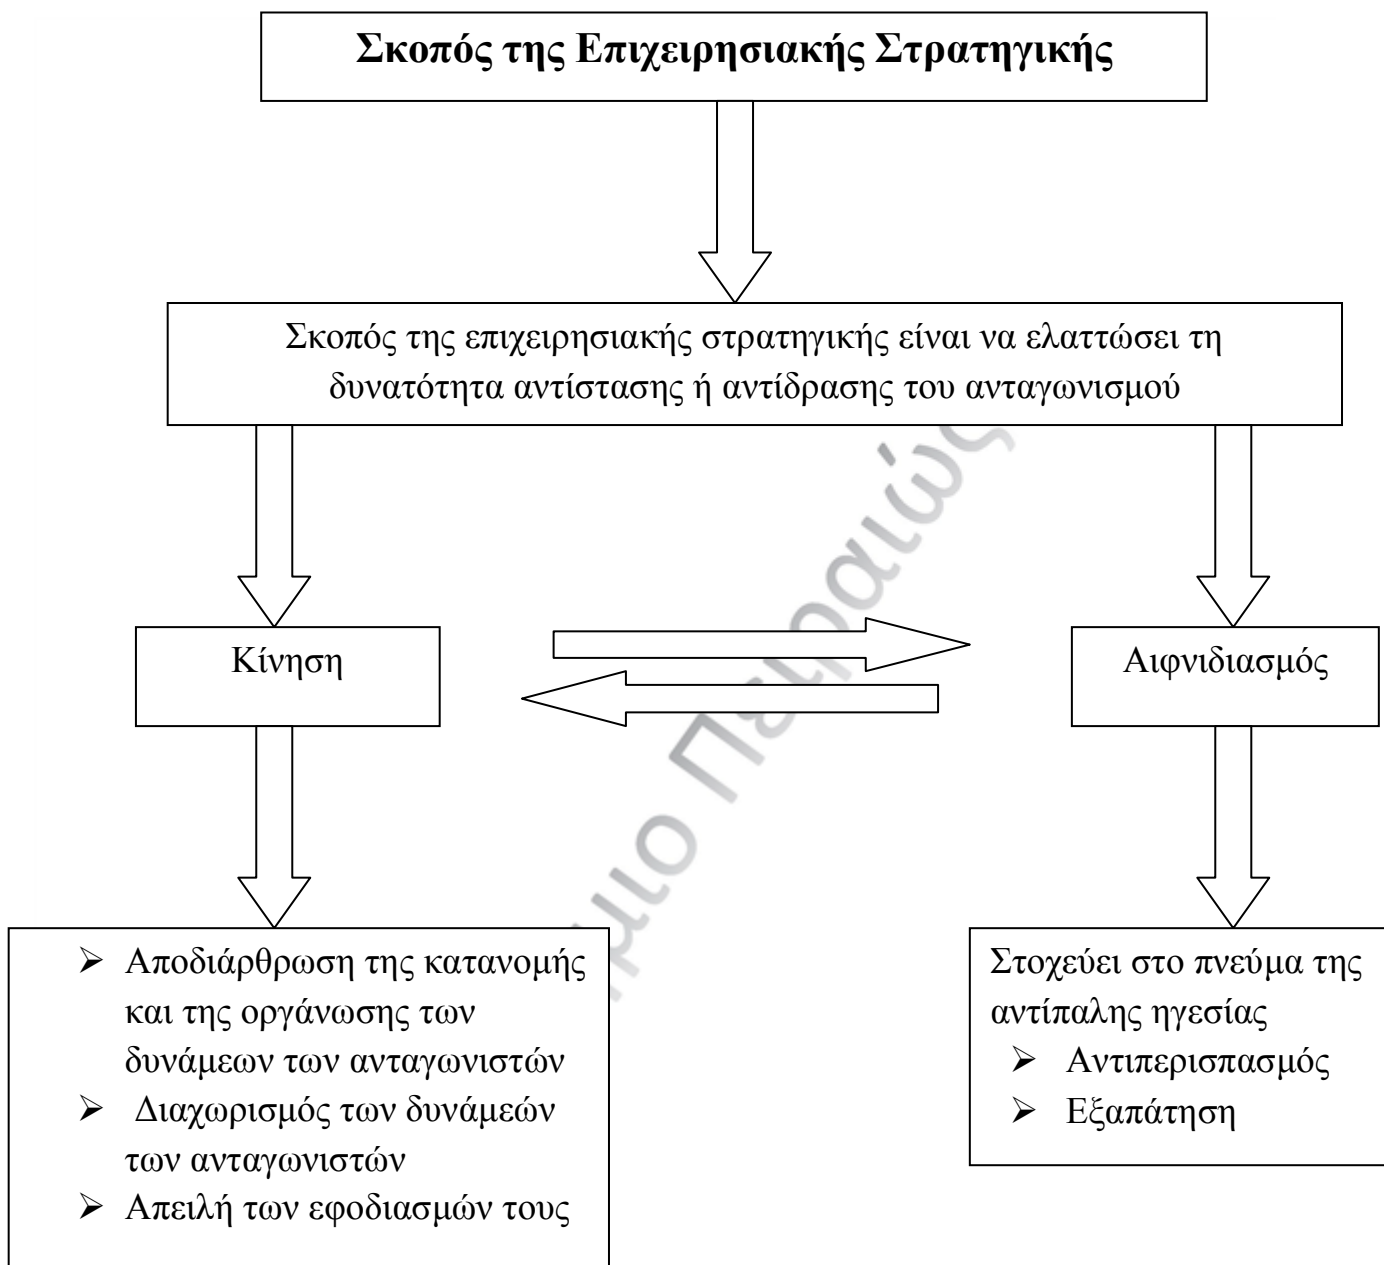 Σκοπός της Επιχειρησιακής Στρατηγικής
Σκοπός της επιχειρησιακής στρατηγικής είναι να ελαττώσει τη
δυνατότητα αντίστασης ή αντίδρασης του ανταγωνισμού
Κίνηση
Αιφνιδιασμός
➢ Αποδιάρθρωση της κατανομής
και της οργάνωσης των
δυνάμεων των ανταγωνιστών
➢ Διαχωρισμός των δυνάμεών
των ανταγωνιστών
➢ Απειλή των εφοδιασμών τους
Στοχεύει στο πνεύμα της
αντίπαλης ηγεσίας
➢ Αντιπερισπασμός
➢ Εξαπάτηση
Πειραιώς